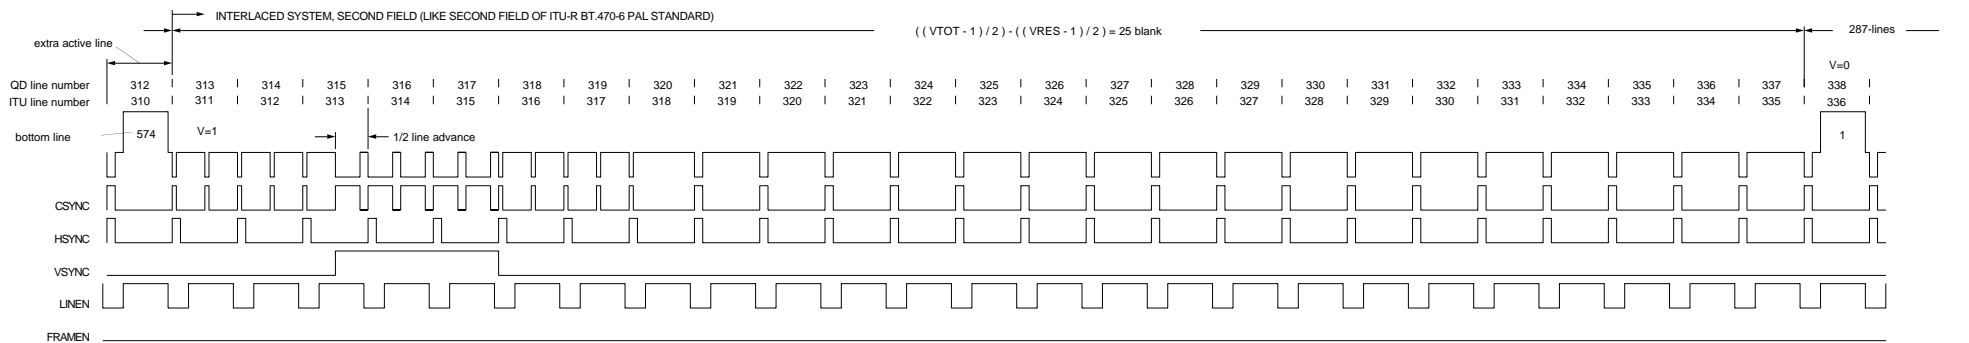 INTERLACED SYSTEM, SECOND FIELD (LIKE SECOND FIELD OF ITU-R BT.470-6 PAL STANDARD)
( ( VTOT - 1 ) / 2 ) - ( ( VRES - 1 ) / 2 ) = 25 blank
287-lines
extra active line
V=0
QD line number 312 313 314 315 316 317 318 319 320 321 322 323 324 325 326 327 328 329 330 331 332 333 334 335 336 337 338
ITU line number 310 311 312 313 314 315 316 317 318 319 320 321 322 323 324 325 326 327 328 329 330 331 332 333 334 335 336
bottom line 574 V=1 1/2 line advance 1
CSYNC
HSYNC
VSYNC
LINEN
FRAMEN